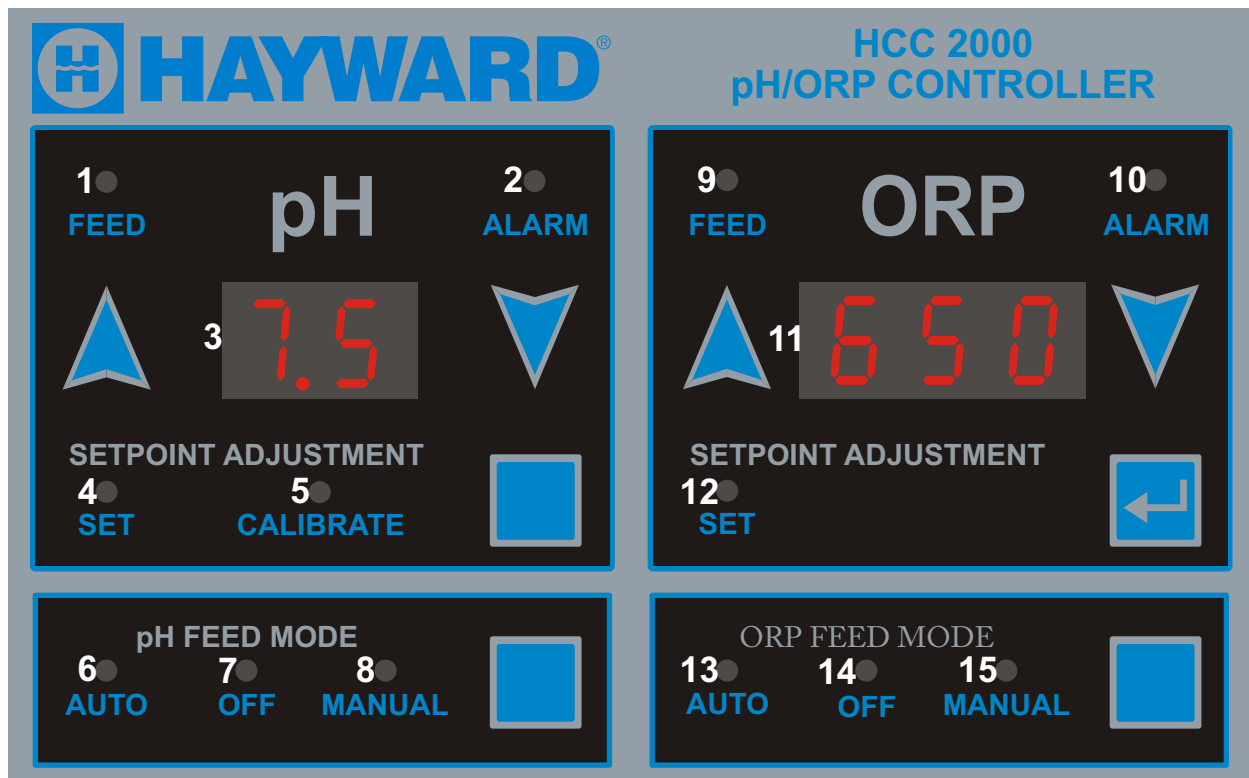 HAYWARD®
HCC 2000
pH/ORP CONTROLLER
1
pH
2
FEED
ALARM
3
7.5
SETPOINT ADJUSTMENT
4
5
SET
CALIBRATE
9
ORP
10
FEED
ALARM
11
650
SETPOINT ADJUSTMENT
12
SET
pH FEED MODE
6
7
8
AUTO
OFF
MANUAL
ORP FEED MODE
13
14
15
AUTO
OFF
MANUAL